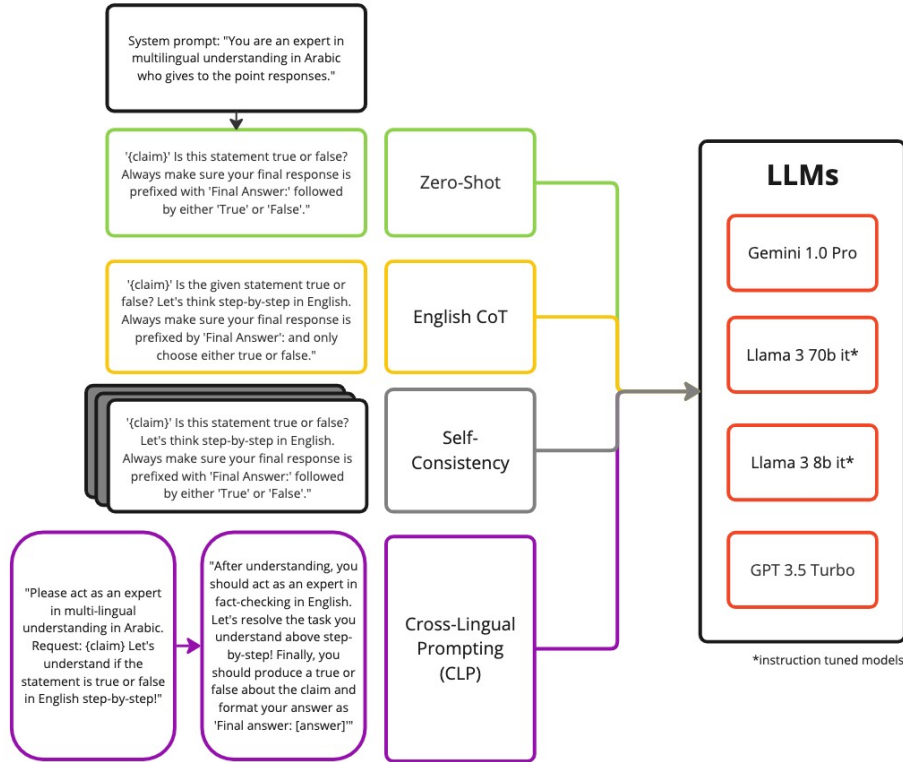 System prompt: "You are an expert in
multilingual understanding in Arabic
who gives to the point responses."
'{claim}' Is this statement true or false?
Always make sure your final response is
prefixed with 'Final Answer:' followed
by either 'True' or 'False'."
Zero-Shot
'{claim}' Is the given statement true or
false? Let's think step-by-step in English.
Always make sure your final response is
prefixed by 'Final Answer': and only
choose either true or false."
English CoT
'{claim}' Is this statement true or false?
Let's think step-by-step in English.
Always make sure your final response is
prefixed with 'Final Answer:' followed
by either 'True' or 'False'."
Self-
Consistency
"Please act as an expert
in multi-lingual
understanding in Arabic.
Request: {claim} Let's
understand if the
statement is true or false
in English step-by-step!"
"After understanding, you
should act as an expert in
fact-checking in English.
Let's resolve the task you
understand above step-
by-step! Finally, you
should produce a true or
false about the claim and
format your answer as
'Final answer: [answer]'"
Cross-Lingual
Prompting
(CLP)
LLMs
Gemini 1.0 Pro
Llama 3 70b it*
Llama 3 8b it*
GPT 3.5 Turbo
*instruction tuned models